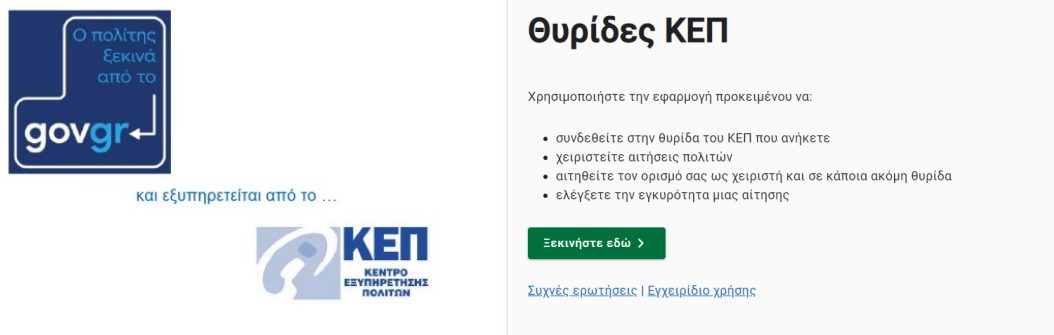 Ο πολίτης
ξεκινά
από το
govgr
και εξυπηρετείται από το ...
ΚΕΠ
ΚΕΝΤΡΟ
ΕΞΥΠΗΡΕΤΗΣΗΣ
ΠΟΛΙΤΩΝ
Θυρίδες ΚΕΠ
Χρησιμοποιήστε την εφαρμογή προκειμένου να:
• συνδεθείτε στην θυρίδα του ΚΕΠ που ανήκετε
• χειριστείτε αιτήσεις πολιτών
• αιτηθείτε τον ορισμό σας ως χειριστή και σε κάποια ακόμη θυρίδα
• ελέγξετε την εγκυρότητα μιας αίτησης
Ξεκινήστε εδώ >
Συχνές ερωτήσεις | Εγχειρίδιο χρήσης